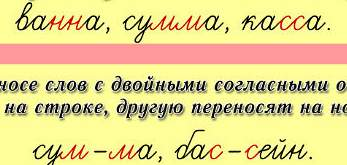 ванна, сумма, касса.
носе слов с двойными согласными о
на строке, другую переносят на но
сум-ма, бас-сейн.